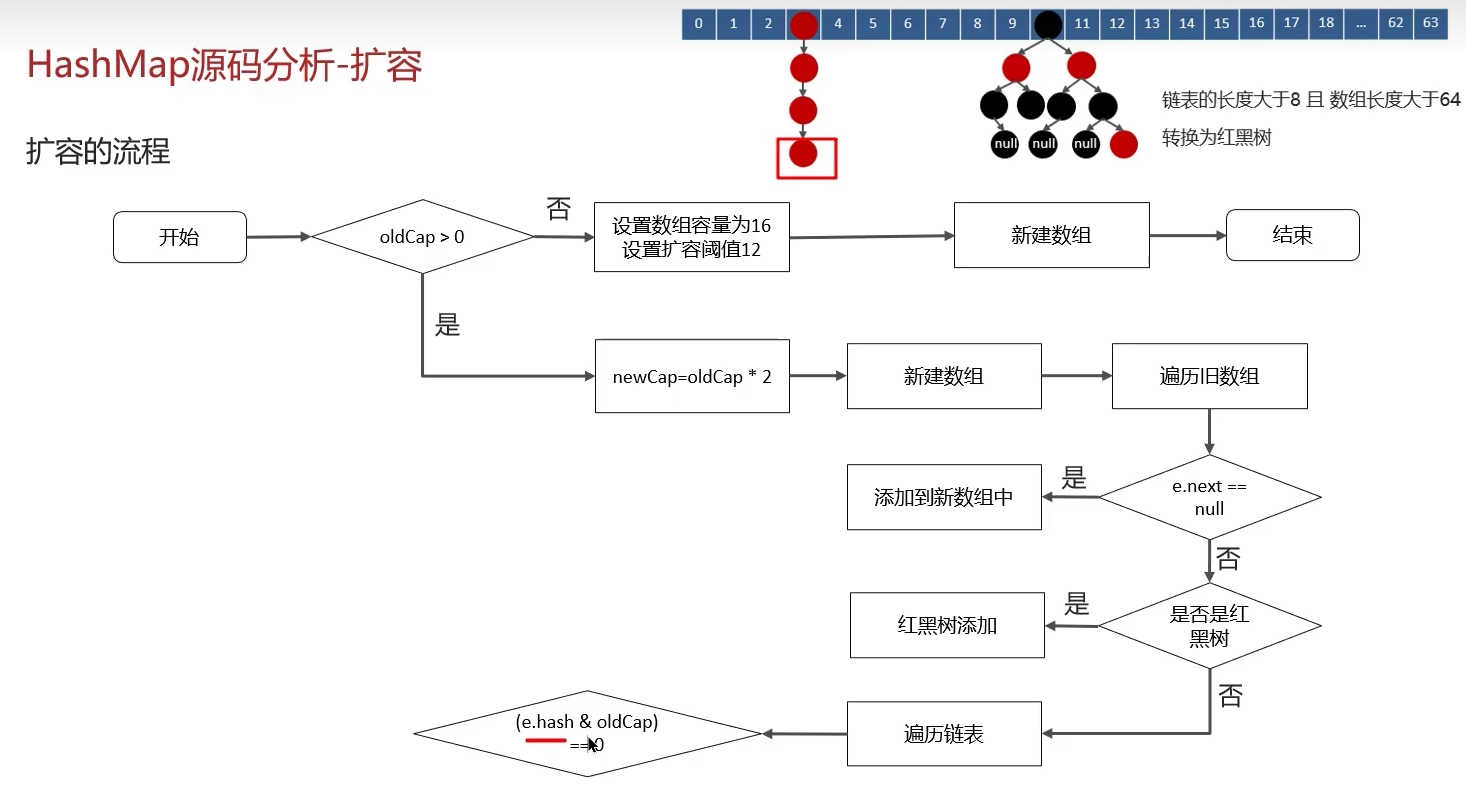 0 1 2 4 5 6 7 8 9 11 12 13 14 15 16 17 18 ... 62 63
HashMap源码分析-扩容
链表的长度大于8 且 数组长度大于64
转换为红黑树
null null null
扩容的流程
开始
oldCap > 0
否
设置数组容量为16
设置扩容阈值12
新建数组
结束
是
newCap=oldCap * 2
新建数组
遍历旧数组
e.next ==
null
是
添加到新数组中
否
是否是红
黑树
是
红黑树添加
否
遍历链表
(e.hash & oldCap)
==0